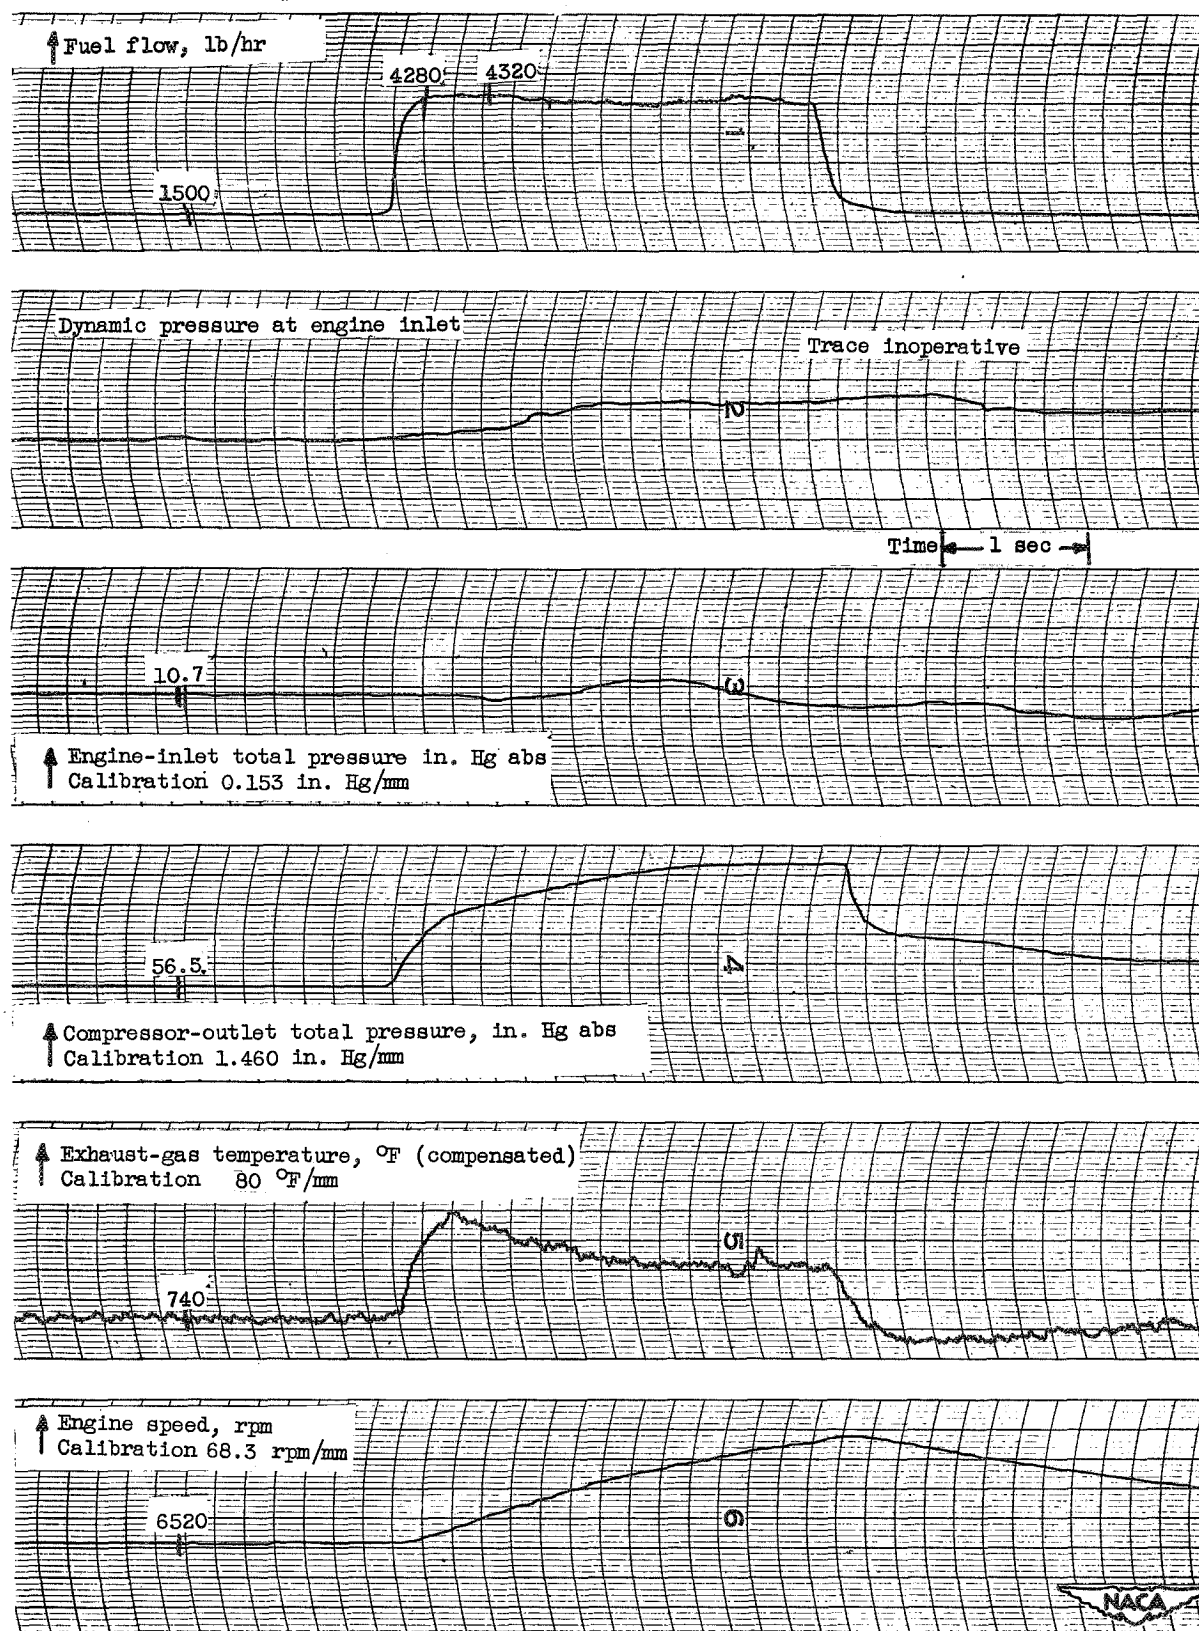 Fuel flow, lb/hr
4280
4320
1
1500
Dynamic pressure at engine inlet
Trace inoperative
2
Time
1 sec
10.7
3
Engine-inlet total pressure in. Hg abs
Calibration 0.153 in. Hg/mm
56.5
4
Compressor-outlet total pressure, in. Hg abs
Calibration 1.460 in. Hg/mm
Exhaust-gas temperature, °F (compensated)
Calibration 80 °F/mm
5
740
Engine speed, rpm
Calibration 68.3 rpm/mm
6520
6
NACA